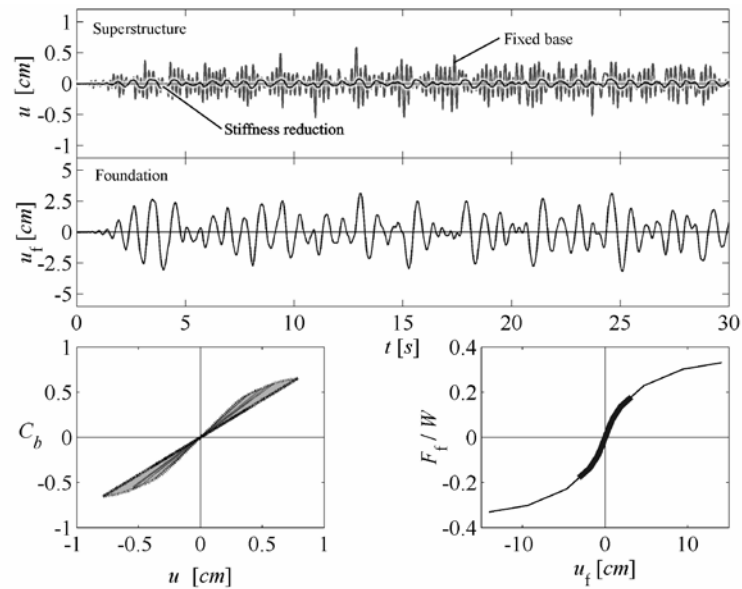 Superstructure
Fixed base
Stiffness reduction
u [cm]
1
0.5
0
-0.5
-1
Foundation
u_f [cm]
5
2.5
0
-2.5
-5
0 5 10 15 20 25 30
t [s]
C_b
1
0.5
0
-0.5
-1
-1 -0.5 0 0.5 1
u [cm]
F_f / W
0.4
0.2
0
-0.2
-0.4
-10 0 10
u_f [cm]